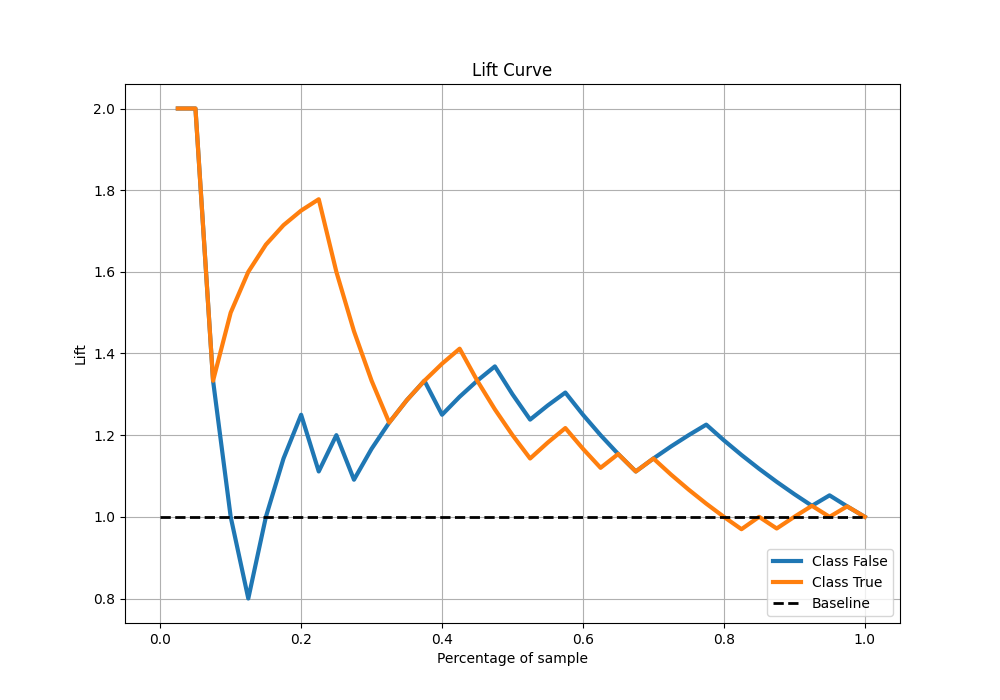 Lift Curve
2.0
1.8
1.6
1.4
1.2
1.0
0.8
Lift
0.0 0.2 0.4 0.6 0.8 1.0
Percentage of sample
Class False
Class True
Baseline